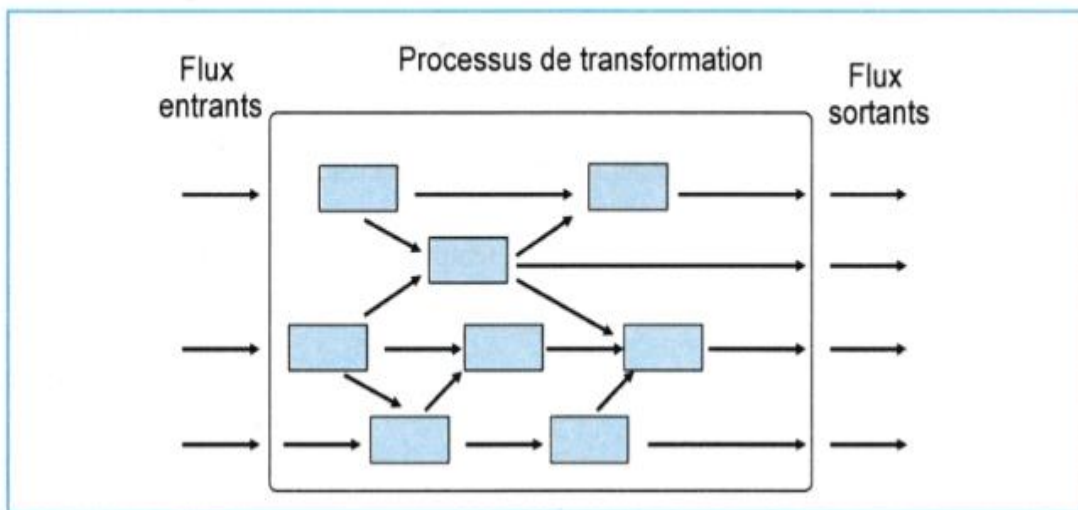 Processus de transformation
Flux
entrants
Flux
sortants